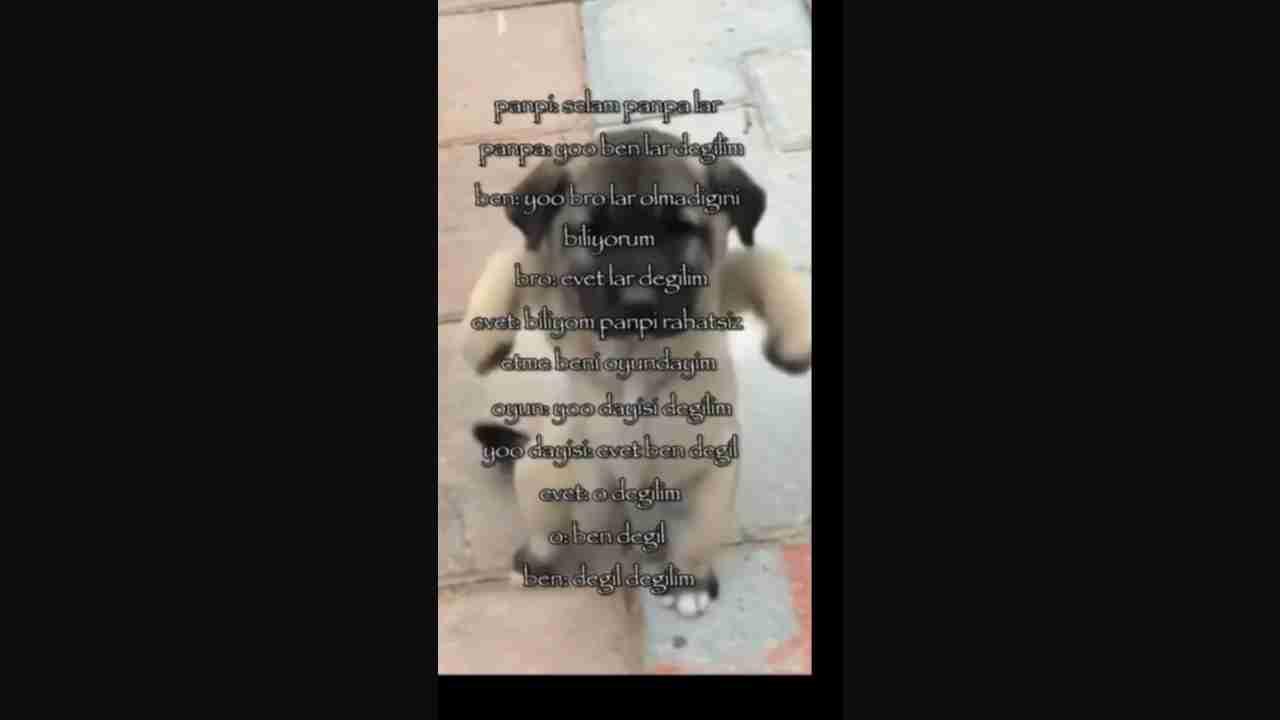 panpi: selam panpa lar
panpa: yoo ben lar degilim
ben: yoo bro lar olmadigini
biliyorum
bro: evet lar degilim
evet: biliyom panpi rahatsiz
etme beni oyundayim
oyun: yoo dayisi degilim
yoo dayisi: evet ben degil
evet: o degilim
o: ben degil
ben: degil degilim